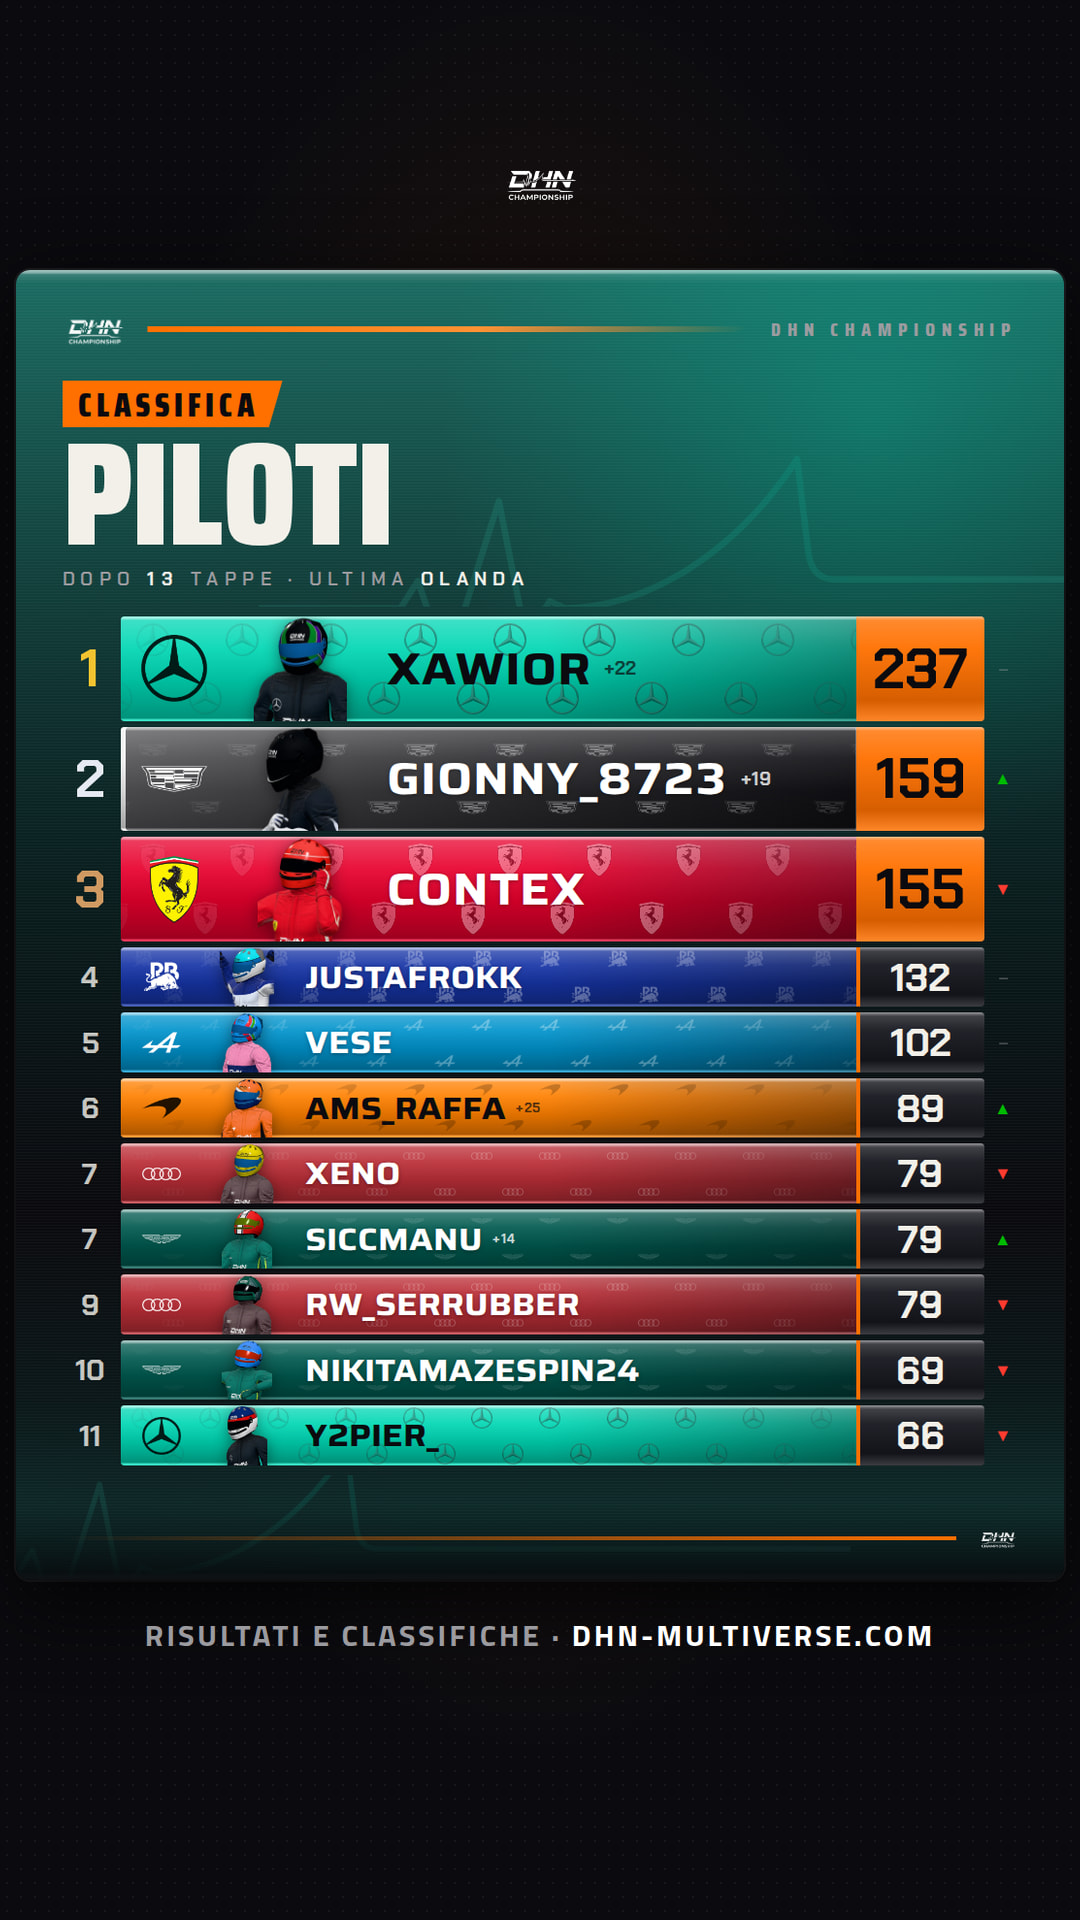 DHN
CHAMPIONSHIP
DHN
CHAMPIONSHIP
DHN CHAMPIONSHIP
CLASSIFICA
PILOTI
DOPO 13 TAPPE · ULTIMA OLANDA
1 XAWIOR +22 237 –
2 GIONNY_8723 +19 159 ▲
3 CONTEX 155 ▼
4 JUSTAFROKK 132 –
5 VESE 102 –
6 AMS_RAFFA +25 89 ▲
7 XENO 79 ▼
7 SICCMANU +14 79 ▲
9 RW_SERRUBBER 79 ▼
10 NIKITAMAZESPIN24 69 ▼
11 Y2PIER_ 66 ▼
DHN
CHAMPIONSHIP
RISULTATI E CLASSIFICHE · DHN-MULTIVERSE.COM